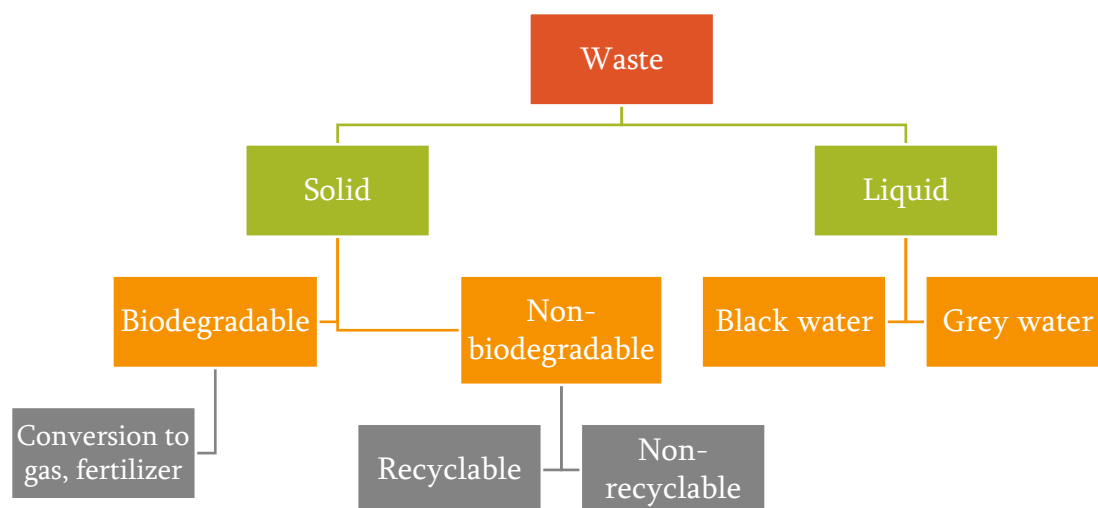 Waste
Solid
Liquid
Biodegradable
Non-
biodegradable
Black water
Grey water
Conversion to
gas, fertilizer
Recyclable
Non-
recyclable